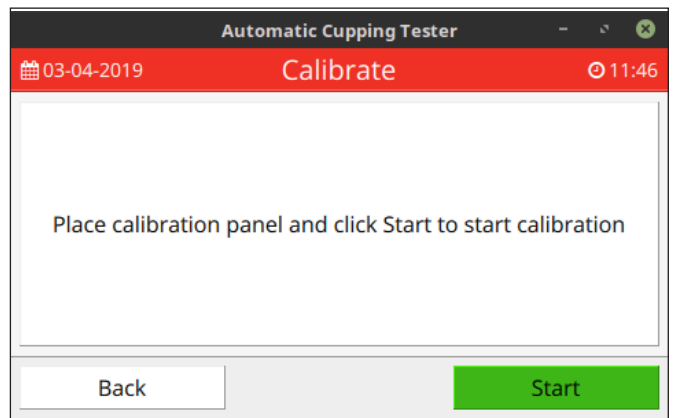 Automatic Cupping Tester
03-04-2019 Calibrate 11:46
Place calibration panel and click Start to start calibration
Back Start